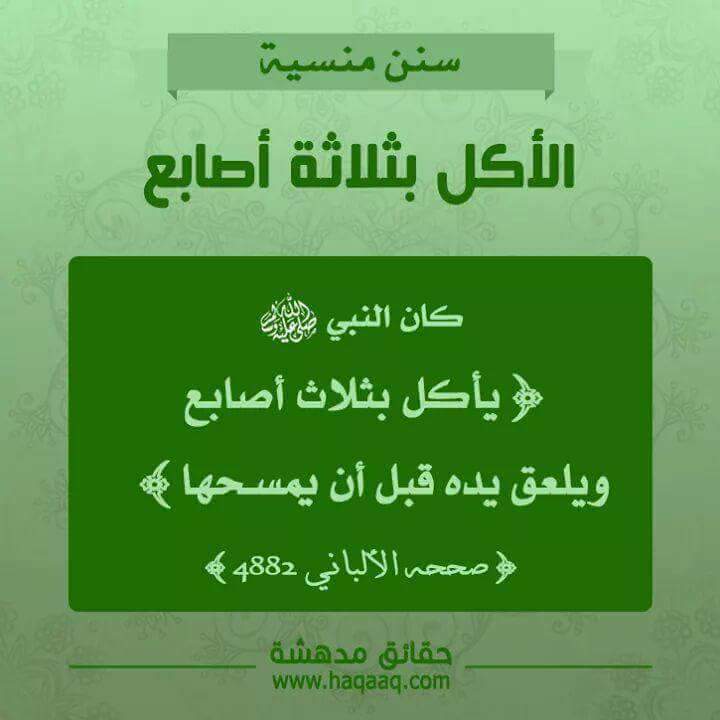 سنن منسية
الأكل بثلاثة أصابع
كان النبي ﷺ
﴿ يأكل بثلاث أصابع
ويلعق يده قبل أن يمسحها ﴾
﴿ صححه الألباني 4882 ﴾
حقائق مدهشة
www.haqaaq.com